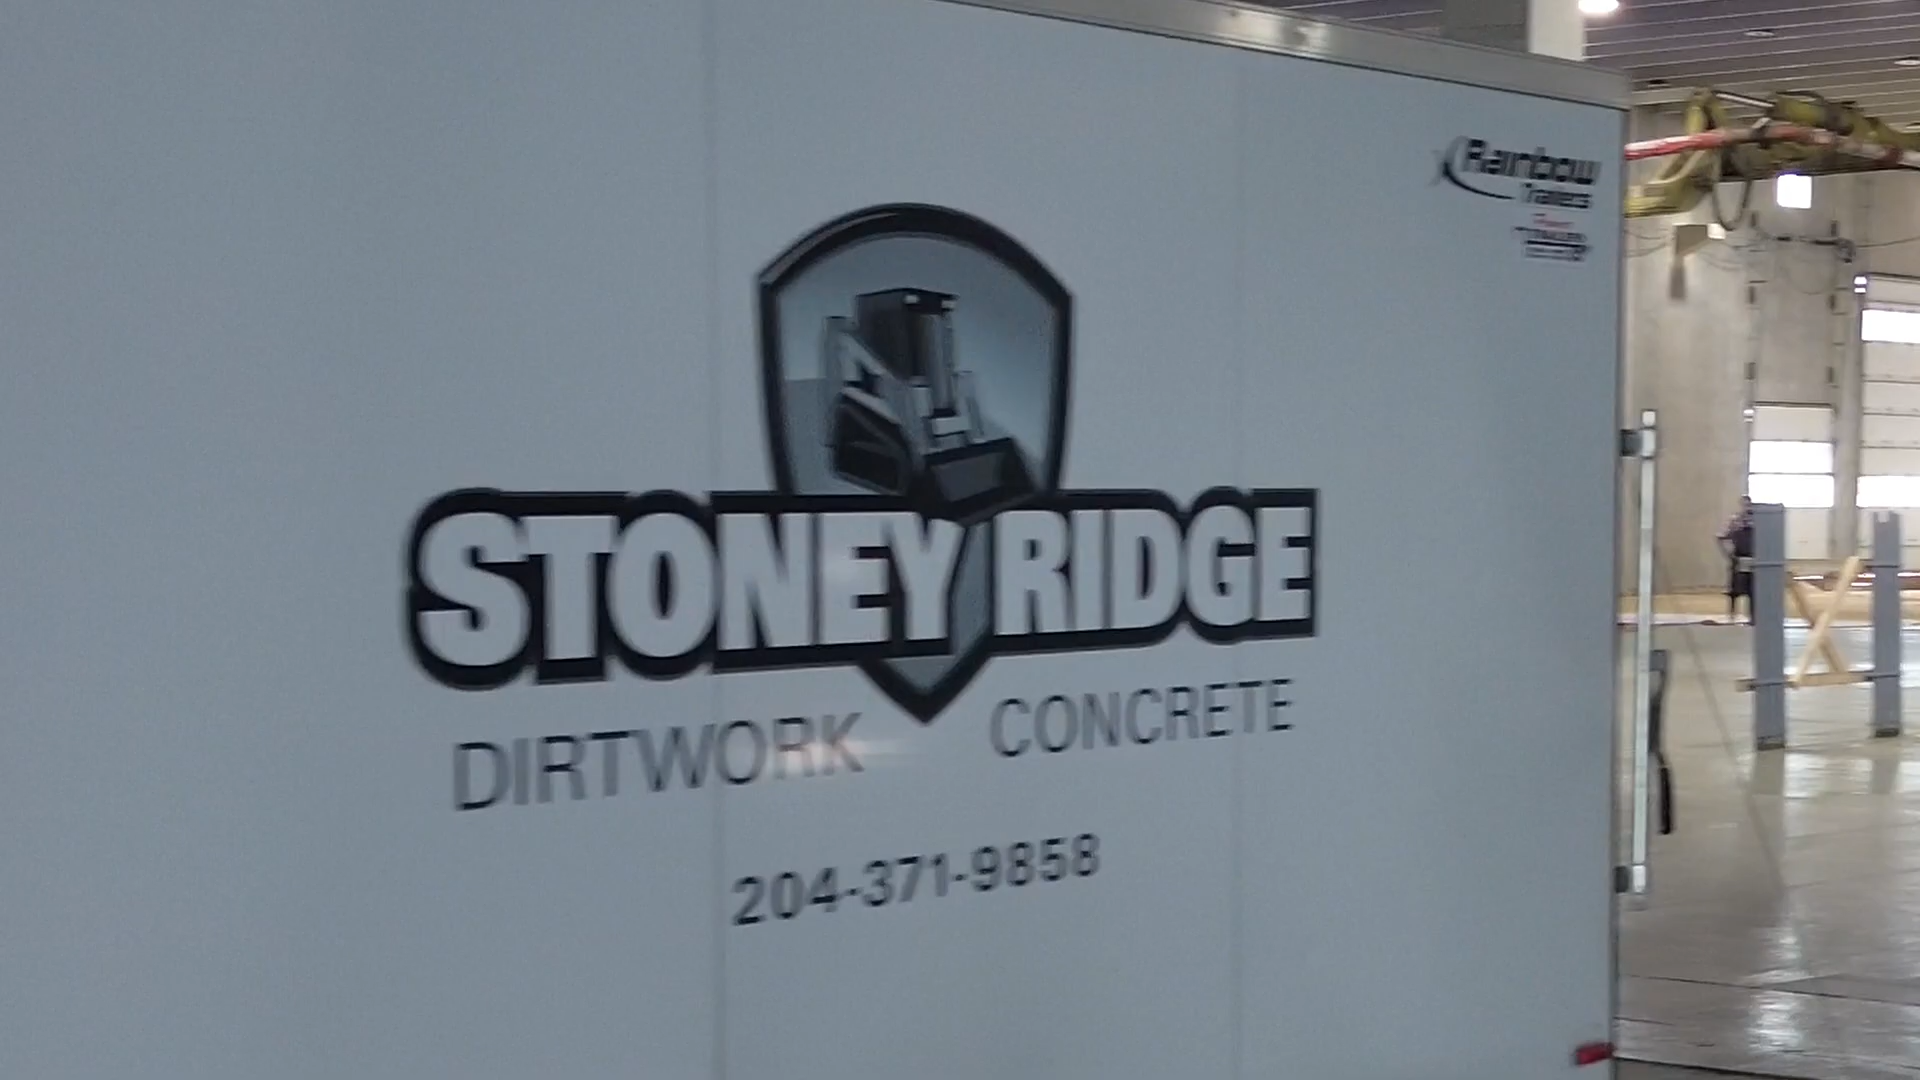 Rainbow
Trailers
STONEY RIDGE
DIRTWORK CONCRETE
204-371-9858